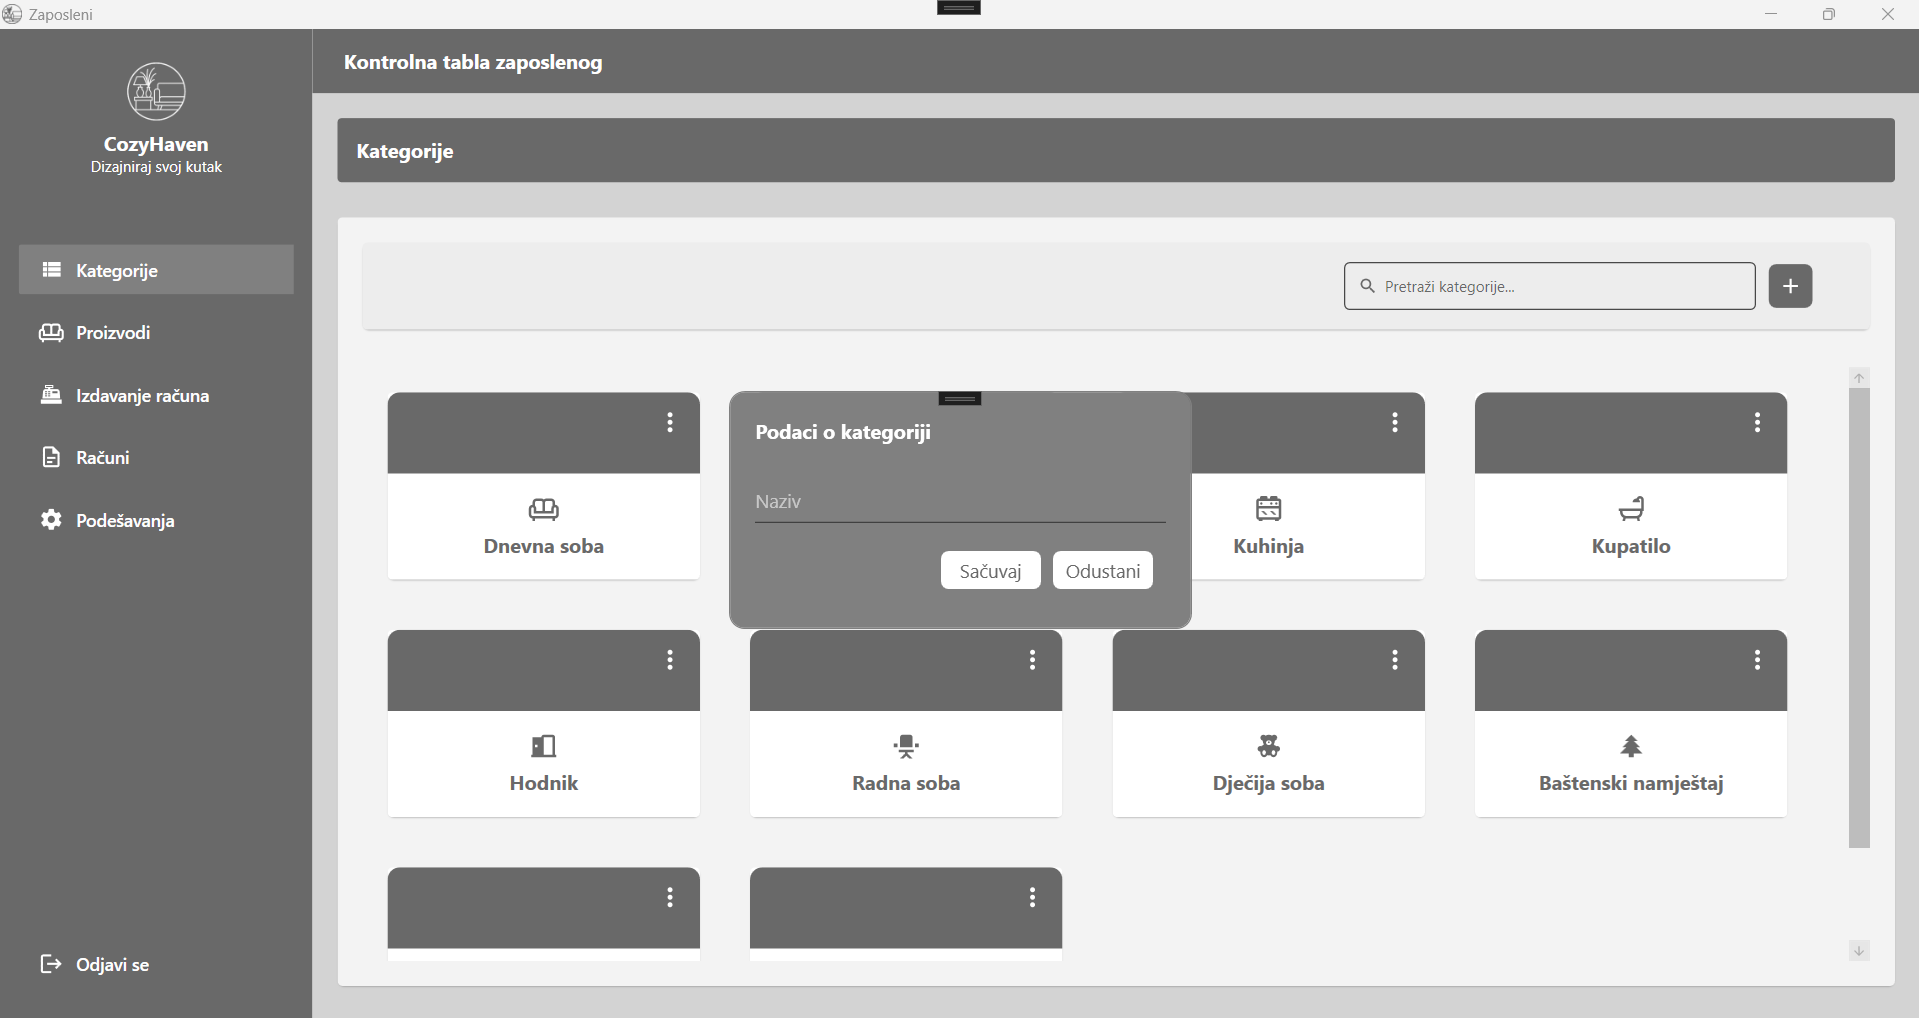 Zaposleni
CozyHaven
Dizajniraj svoj kutak
Kategorije
Proizvodi
Izdavanje računa
Računi
Podešavanja
Odjavi se
Kontrolna tabla zaposlenog
Kategorije
Pretraži kategorije...
Podaci o kategoriji
Naziv
Sačuvaj
Odustani
Dnevna soba
Kuhinja
Kupatilo
Hodnik
Radna soba
Dječija soba
Baštenski namještaj